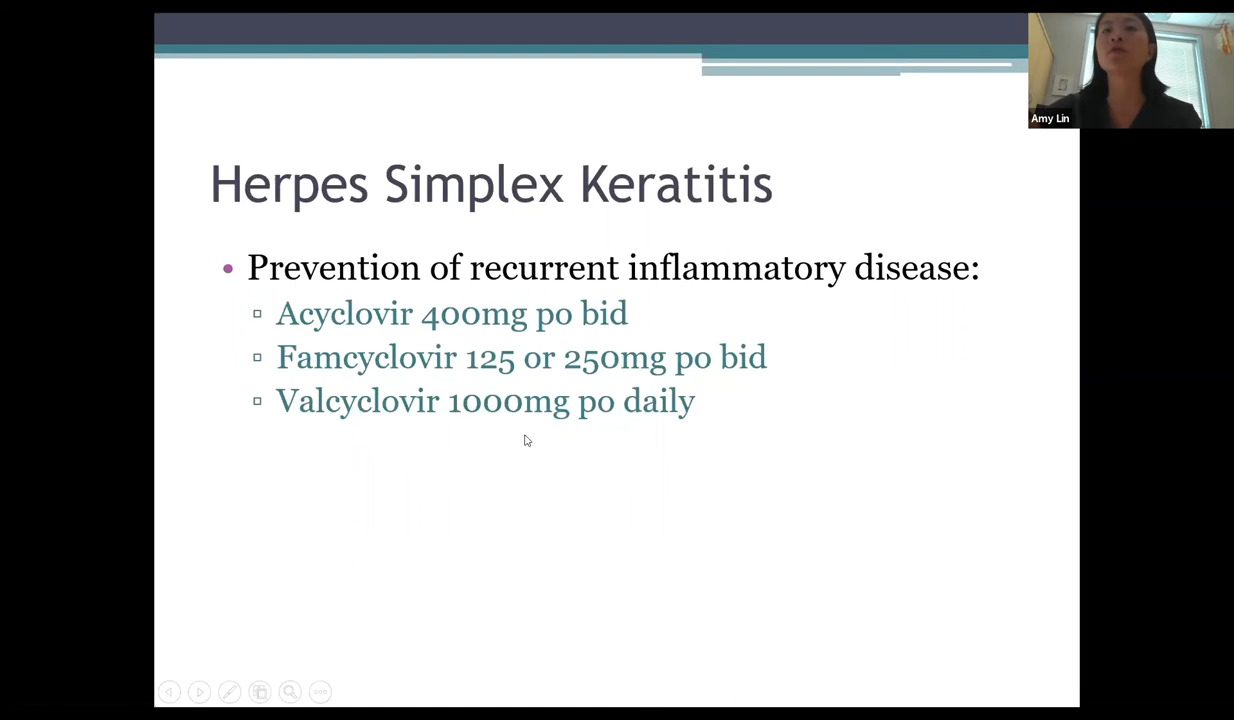 Amy Lin
Herpes Simplex Keratitis
• Prevention of recurrent inflammatory disease:
▫ Acyclovir 400mg po bid
▫ Famcyclovir 125 or 250mg po bid
▫ Valcyclovir 1000mg po daily